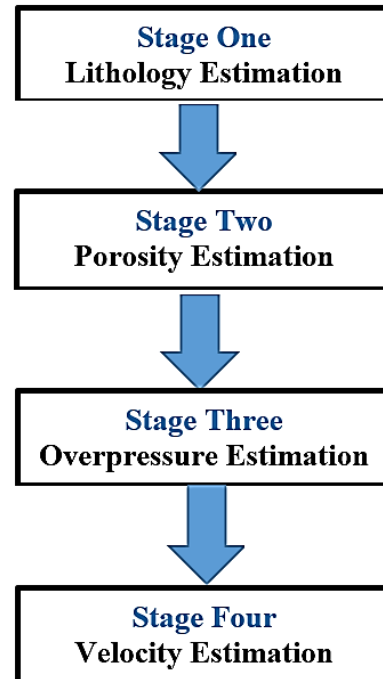 Stage One
Lithology Estimation
Stage Two
Porosity Estimation
Stage Three
Overpressure Estimation
Stage Four
Velocity Estimation